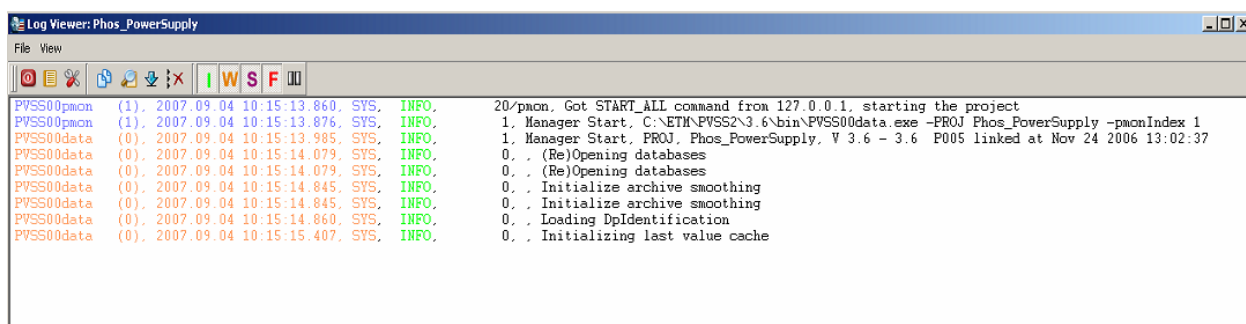 Log Viewer: Phos_PowerSupply
File View
I W S F
PVSS00pmon (1), 2007.09.04 10:15:13.860, SYS, INFO, 20/pmon, Got START_ALL command from 127.0.0.1, starting the project
PVSS00pmon (1), 2007.09.04 10:15:13.876, SYS, INFO, 1, Manager Start, C:\ETM\PVSS2\3.6\bin\PVSS00data.exe -PROJ Phos_PowerSupply -pmonIndex 1
PVSS00data (0), 2007.09.04 10:15:13.985, SYS, INFO, 1, Manager Start, PROJ, Phos_PowerSupply, V 3.6 - 3.6 P005 linked at Nov 24 2006 13:02:37
PVSS00data (0), 2007.09.04 10:15:14.079, SYS, INFO, 0, , (Re)Opening databases
PVSS00data (0), 2007.09.04 10:15:14.079, SYS, INFO, 0, , (Re)Opening databases
PVSS00data (0), 2007.09.04 10:15:14.845, SYS, INFO, 0, , Initialize archive smoothing
PVSS00data (0), 2007.09.04 10:15:14.845, SYS, INFO, 0, , Initialize archive smoothing
PVSS00data (0), 2007.09.04 10:15:14.860, SYS, INFO, 0, , Loading DpIdentification
PVSS00data (0), 2007.09.04 10:15:15.407, SYS, INFO, 0, , Initializing last value cache